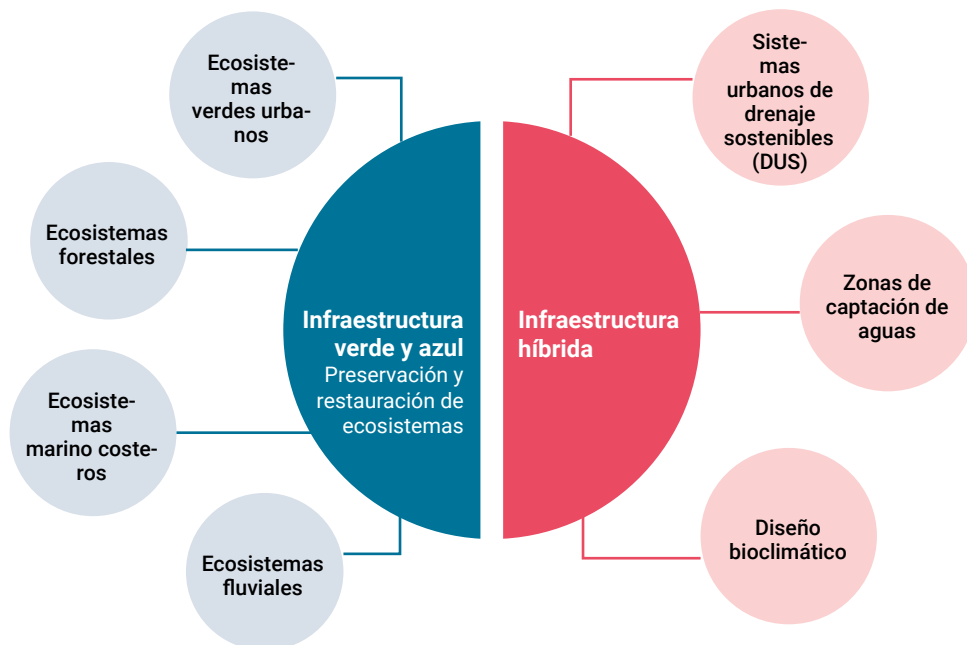 Ecosiste-
mas
verdes urba-
nos
Ecosistemas
forestales
Ecosiste-
mas
marino coste-
ros
Ecosistemas
fluviales
Infraestructura
verde y azul
Preservación y
restauración de
ecosistemas
Infraestructura
híbrida
Siste-
mas
urbanos de
drenaje
sostenibles
(DUS)
Zonas de
captación de
aguas
Diseño
bioclimático